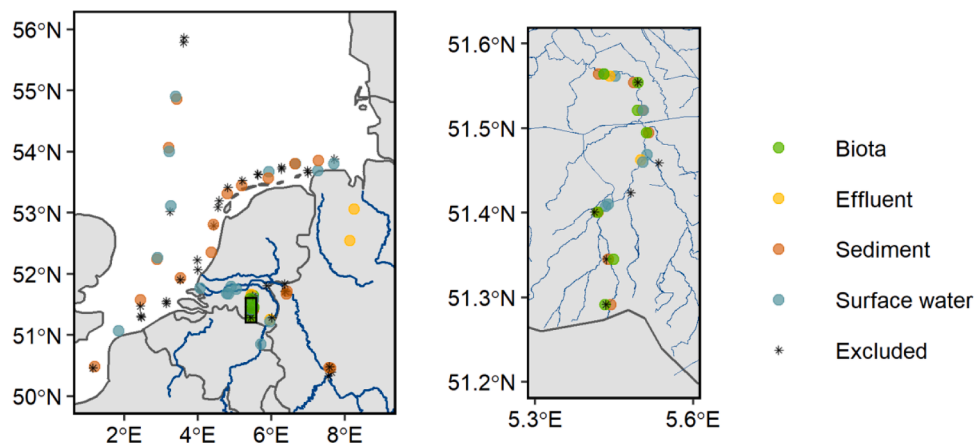 56°N
55°N
54°N
53°N
52°N
51°N
50°N
2°E 4°E 6°E 8°E
51.6°N
51.5°N
51.4°N
51.3°N
51.2°N
5.3°E 5.6°E
Biota
Effluent
Sediment
Surface water
Excluded